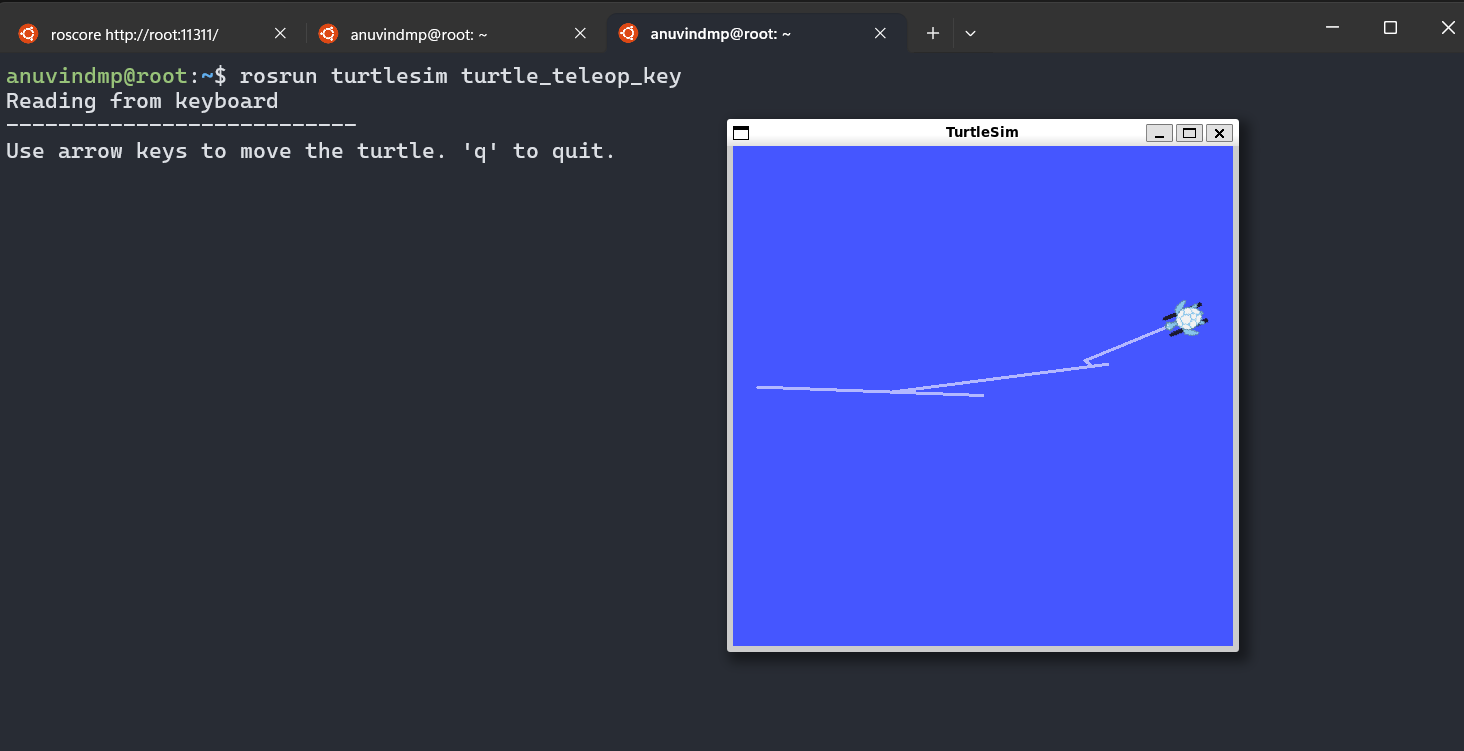 roscore http://root:11311/
anuvindmp@root: ~
anuvindmp@root: ~
anuvindmp@root:~$ rosrun turtlesim turtle_teleop_key
Reading from keyboard
---------------------------
Use arrow keys to move the turtle. 'q' to quit.
TurtleSim